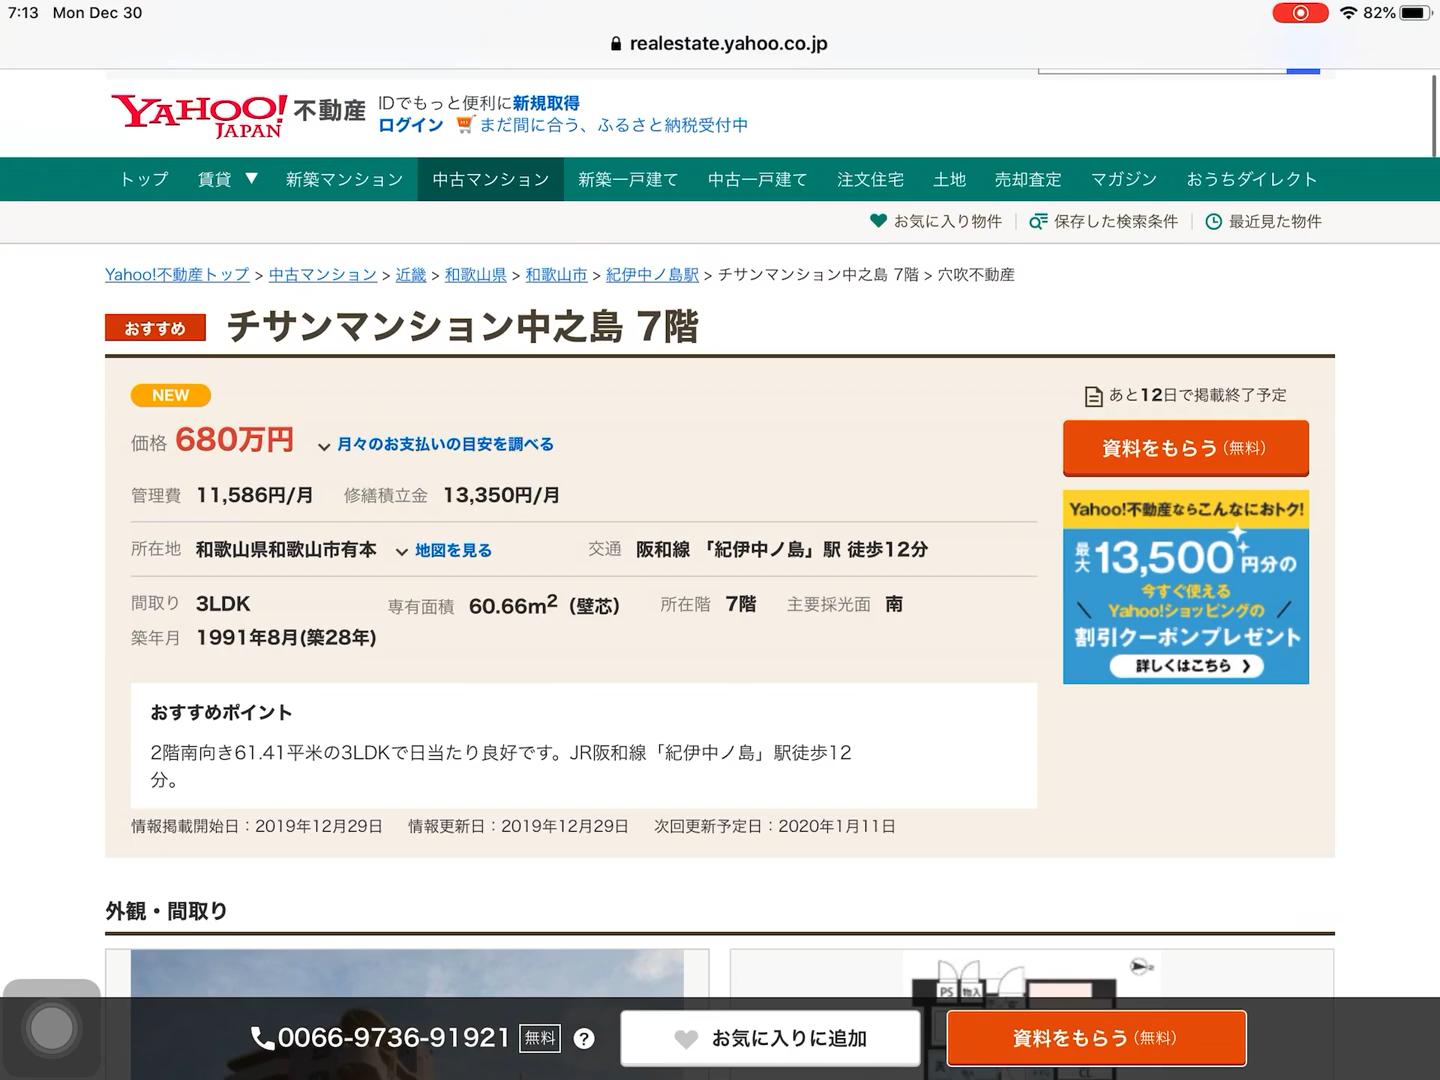 7:13 Mon Dec 30
82%
realestate.yahoo.co.jp
YAHOO! JAPAN 不動産
IDでもっと便利に新規取得
ログイン まだ間に合う、ふるさと納税受付中
トップ 賃貸 ▼ 新築マンション 中古マンション 新築一戸建て 中古一戸建て 注文住宅 土地 売却査定 マガジン おうちダイレクト
お気に入り物件 保存した検索条件 最近見た物件
Yahoo!不動産トップ > 中古マンション > 近畿 > 和歌山県 > 和歌山市 > 紀伊中ノ島駅 > チサンマンション中之島 7階 > 穴吹不動産
おすすめ チサンマンション中之島 7階
NEW
あと12日で掲載終了予定
価格 680万円 月々のお支払いの目安を調べる
資料をもらう(無料)
管理費 11,586円/月 修繕積立金 13,350円/月
所在地 和歌山県和歌山市有本 地図を見る 交通 阪和線 「紀伊中ノ島」駅 徒歩12分
間取り 3LDK 専有面積 60.66m2（壁芯） 所在階 7階 主要採光面 南
築年月 1991年8月(築28年)
Yahoo!不動産ならこんなにおトク!
最大13,500円分の
今すぐ使える
Yahoo!ショッピングの
割引クーポンプレゼント
詳しくはこちら
おすすめポイント
2階南向き61.41平米の3LDKで日当たり良好です。JR阪和線「紀伊中ノ島」駅徒歩12
分。
情報掲載開始日：2019年12月29日 情報更新日：2019年12月29日 次回更新予定日：2020年1月11日
外観・間取り
PS 物入
0066-9736-91921 無料 ? お気に入りに追加 資料をもらう(無料)
CL